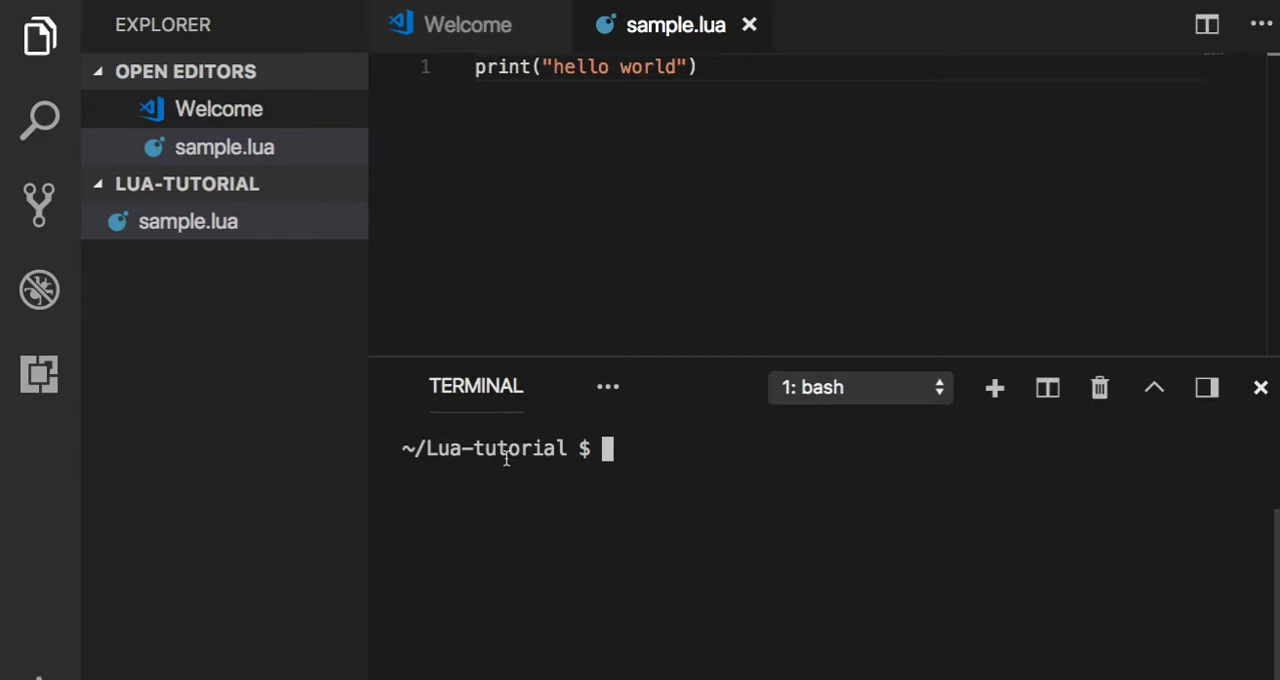 EXPLORER
Welcome
sample.lua
OPEN EDITORS
Welcome
sample.lua
LUA-TUTORIAL
sample.lua
1 print("hello world")
TERMINAL
1: bash
~/Lua-tutorial $